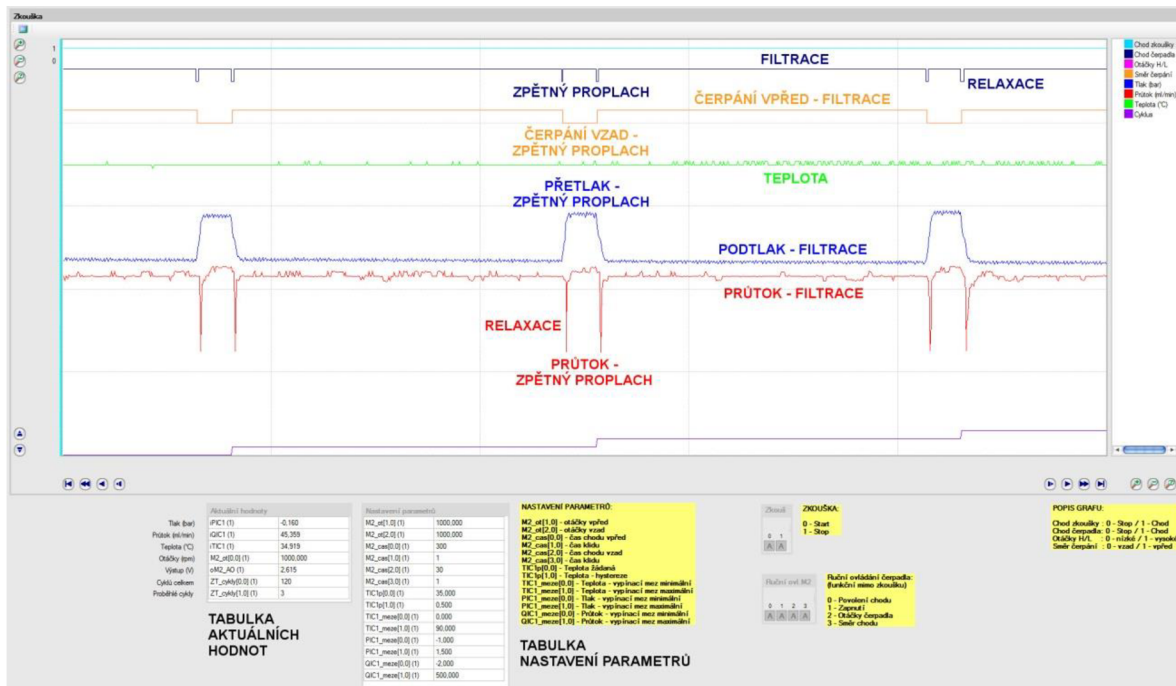 Zkouška
1
0
Chod zkoušky
Chod čerpadla
Otáčky H/L
Směr čerpání
Tlak (bar)
Průtok (ml/min)
Teplota (°C)
Cyklus
FILTRACE
ZPĚTNÝ PROPLACH
RELAXACE
ČERPÁNÍ VPŘED - FILTRACE
ČERPÁNÍ VZAD -
ZPĚTNÝ PROPLACH
TEPLOTA
PŘETLAK -
ZPĚTNÝ PROPLACH
PODTLAK - FILTRACE
PRŮTOK - FILTRACE
RELAXACE
PRŮTOK -
ZPĚTNÝ PROPLACH
Aktuální hodnoty
Tlak (bar) iPIC1 (1) -0,160
Průtok (ml/min) iQIC1 (1) 45,359
Teplota (°C) iTIC1 (1) 34,919
Otáčky (rpm) M2_ot[0,0] (1) 1000,000
Výstup (V) oM2_AO (1) 2,615
Cyklů celkem ZT_cykly[0,0] (1) 120
Proběhlé cykly ZT_cykly[1,0] (1) 3
TABULKA
AKTUÁLNÍCH
HODNOT
Nastavení parametrů
M2_ot[1,0] (1) 1000,000
M2_ot[2,0] (1) 1000,000
M2_cas[0,0] (1) 300
M2_cas[1,0] (1) 1
M2_cas[2,0] (1) 30
M2_cas[3,0] (1) 1
TIC1p[0,0] (1) 35,000
TIC1p[1,0] (1) 0,500
TIC1_meze[0,0] (1) 0,000
TIC1_meze[1,0] (1) 90,000
PIC1_meze[0,0] (1) -1,000
PIC1_meze[1,0] (1) 1,500
QIC1_meze[0,0] (1) -2,000
QIC1_meze[1,0] (1) 500,000
NASTAVENÍ PARAMETRŮ:
M2_ot[1,0] - otáčky vpřed
M2_ot[2,0] - otáčky vzad
M2_cas[0,0] - čas chodu vpřed
M2_cas[1,0] - čas klidu
M2_cas[2,0] - čas chodu vzad
M2_cas[3,0] - čas klidu
TIC1p[0,0] - Teplota žádaná
TIC1p[1,0] - Teplota - hystereze
TIC1_meze[0,0] - Teplota - vypínací mez minimální
TIC1_meze[1,0] - Teplota - vypínací mez maximální
PIC1_meze[0,0] - Tlak - vypínací mez minimální
PIC1_meze[1,0] - Tlak - vypínací mez maximální
QIC1_meze[0,0] - Průtok - vypínací mez minimální
QIC1_meze[1,0] - Průtok - vypínací mez maximální
TABULKA
NASTAVENÍ PARAMETRŮ
Zkouš
0 1
A A
ZKOUŠKA:
0 - Start
1 - Stop
Ruční ovl.M2
0 1 2 3
A A A A
Ruční ovládání čerpadla:
(funkční mimo zkoušku)
0 - Povolení chodu
1 - Zapnutí
2 - Otáčky čerpadla
3 - Směr chodu
POPIS GRAFU:
Chod zkoušky : 0 - Stop / 1 - Chod
Chod čerpadla: 0 - Stop / 1 - Chod
Otáčky H/L : 0 - nízké / 1 - vysoké
Směr čerpání : 0 - vzad / 1 - vpřed